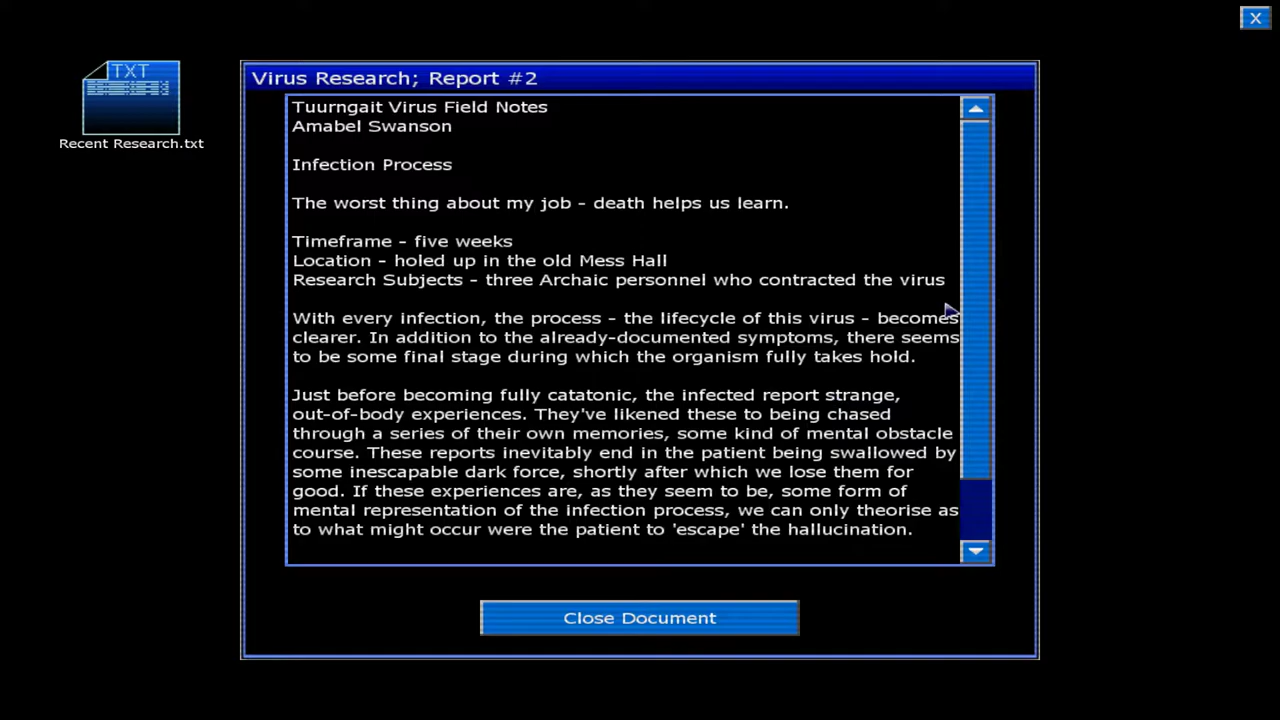 X
TXT
Recent Research.txt
Virus Research; Report #2
Tuurngait Virus Field Notes
Amabel Swanson
Infection Process
The worst thing about my job - death helps us learn.
Timeframe - five weeks
Location - holed up in the old Mess Hall
Research Subjects - three Archaic personnel who contracted the virus
With every infection, the process - the lifecycle of this virus - becomes
clearer. In addition to the already-documented symptoms, there seems
to be some final stage during which the organism fully takes hold.
Just before becoming fully catatonic, the infected report strange,
out-of-body experiences. They've likened these to being chased
through a series of their own memories, some kind of mental obstacle
course. These reports inevitably end in the patient being swallowed by
some inescapable dark force, shortly after which we lose them for
good. If these experiences are, as they seem to be, some form of
mental representation of the infection process, we can only theorise as
to what might occur were the patient to 'escape' the hallucination.
Close Document